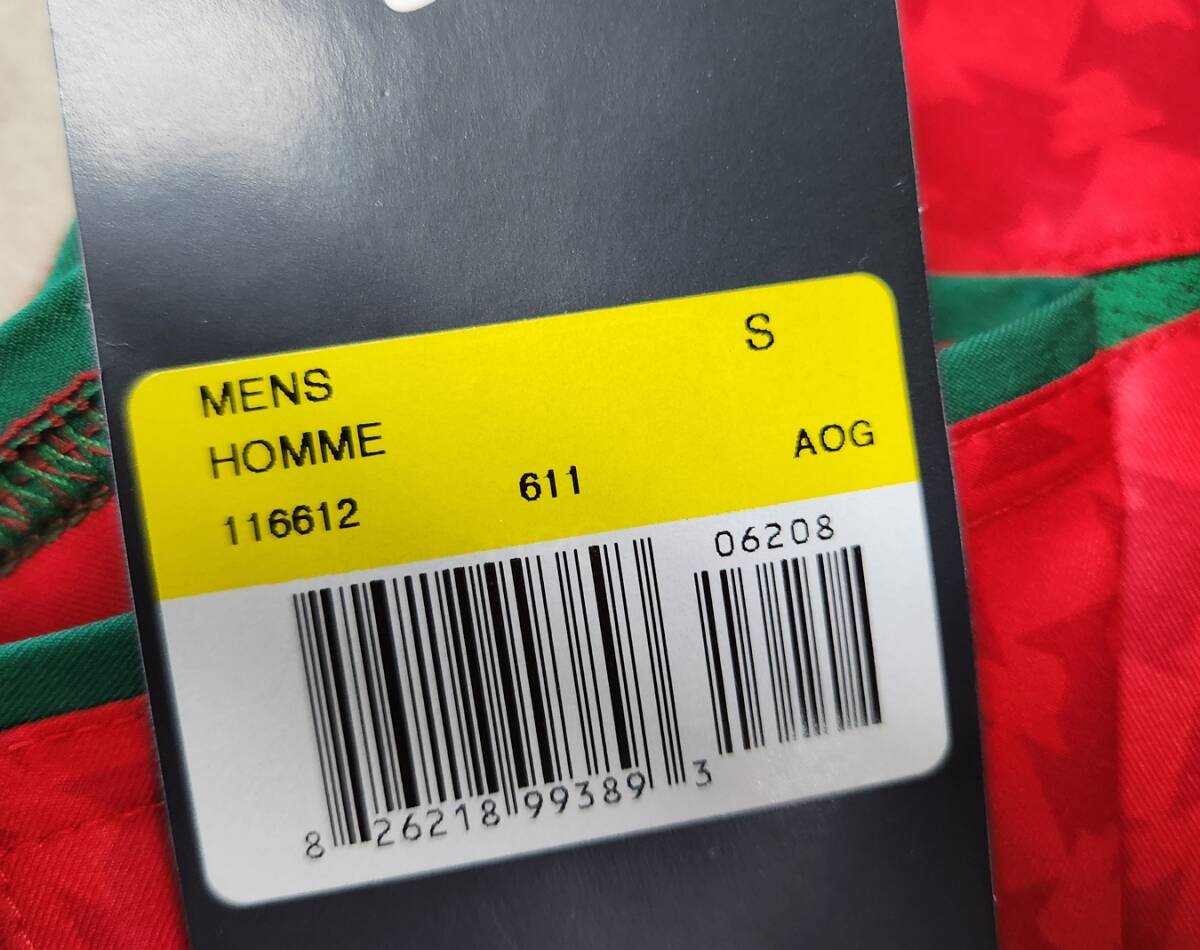 S
MENS
HOMME
AOG
116612 611
06208
8 26218 99389 3